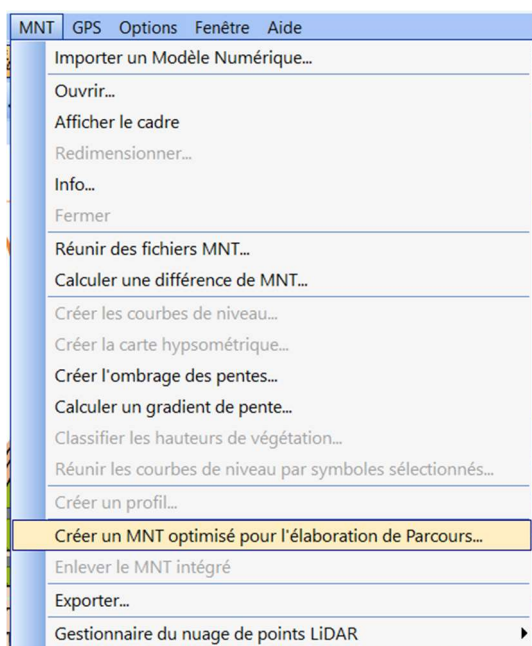 MNT GPS Options Fenêtre Aide
Importer un Modèle Numérique...
Ouvrir...
Afficher le cadre
Redimensionner...
Info...
Fermer
Réunir des fichiers MNT...
Calculer une différence de MNT...
Créer les courbes de niveau...
Créer la carte hypsométrique...
Créer l'ombrage des pentes...
Calculer un gradient de pente...
Classifier les hauteurs de végétation...
Réunir les courbes de niveau par symboles sélectionnés...
Créer un profil...
Créer un MNT optimisé pour l'élaboration de Parcours...
Enlever le MNT intégré
Exporter...
Gestionnaire du nuage de points LiDAR